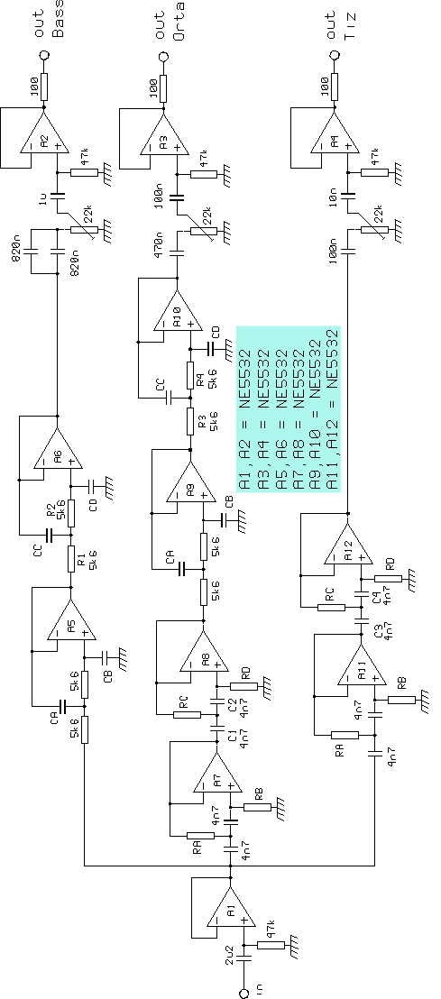 out
Bass
100
A2
47k
1u
22k
820n
820n
A6
CD
CC
R2
5k6
R1
5k6
A5
CB
CA
5k6
5k6
out
Orta
100
A3
47k
100n
22k
470n
A10
CD
CC
R4
5k6
R3
5k6
A9
CB
CA
5k6
5k6
A8
RD
RC
C2
4n7
C1
4n7
A7
RB
RA
4n7
4n7
out
Tiz
100
A4
47k
10n
22k
100n
A12
RD
RC
C4
4n7
C3
4n7
A11
RB
RA
4n7
4n7
A1
47k
2u2
in
A1,A2 = NE5532
A3,A4 = NE5532
A5,A6 = NE5532
A7,A8 = NE5532
A9,A10 = NE5532
A11,A12 = NE5532